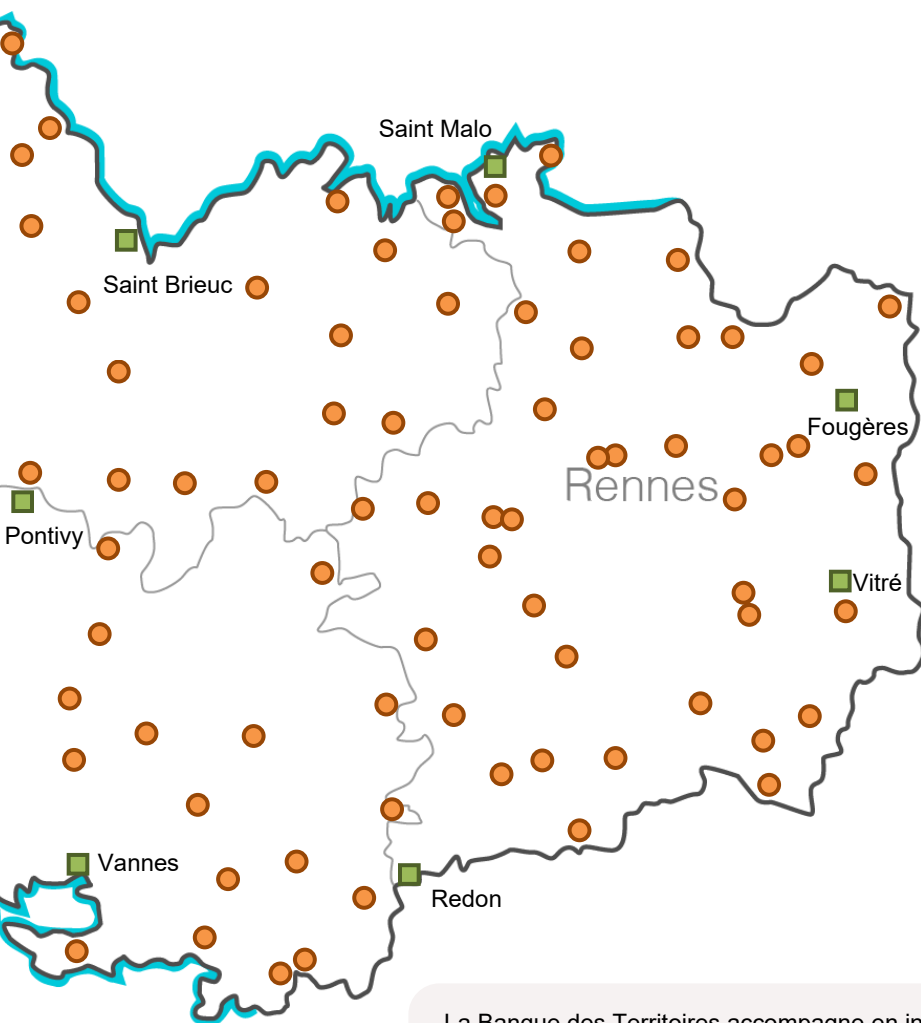 Saint Malo
Saint Brieuc
Fougères
Rennes
Pontivy
Vitré
Vannes
Redon
La Banque des Territoires accompagne en